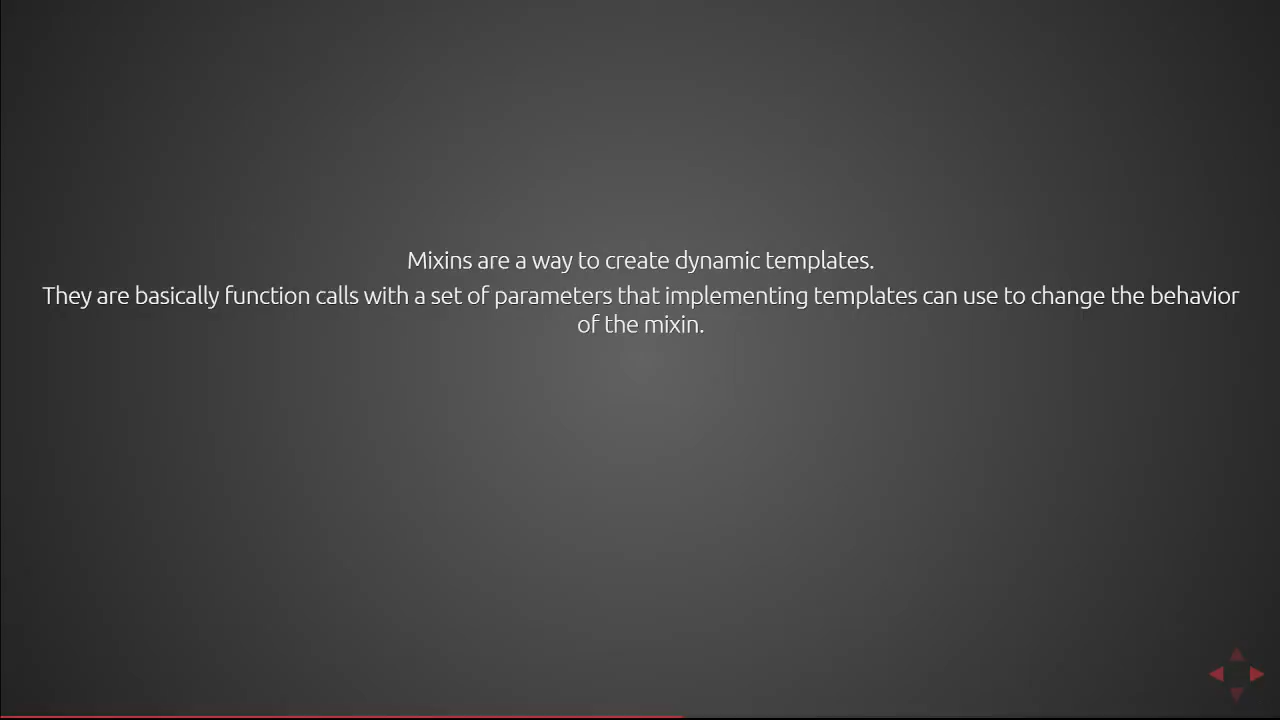 Mixins are a way to create dynamic templates.
They are basically function calls with a set of parameters that implementing templates can use to change the behavior
of the mixin.